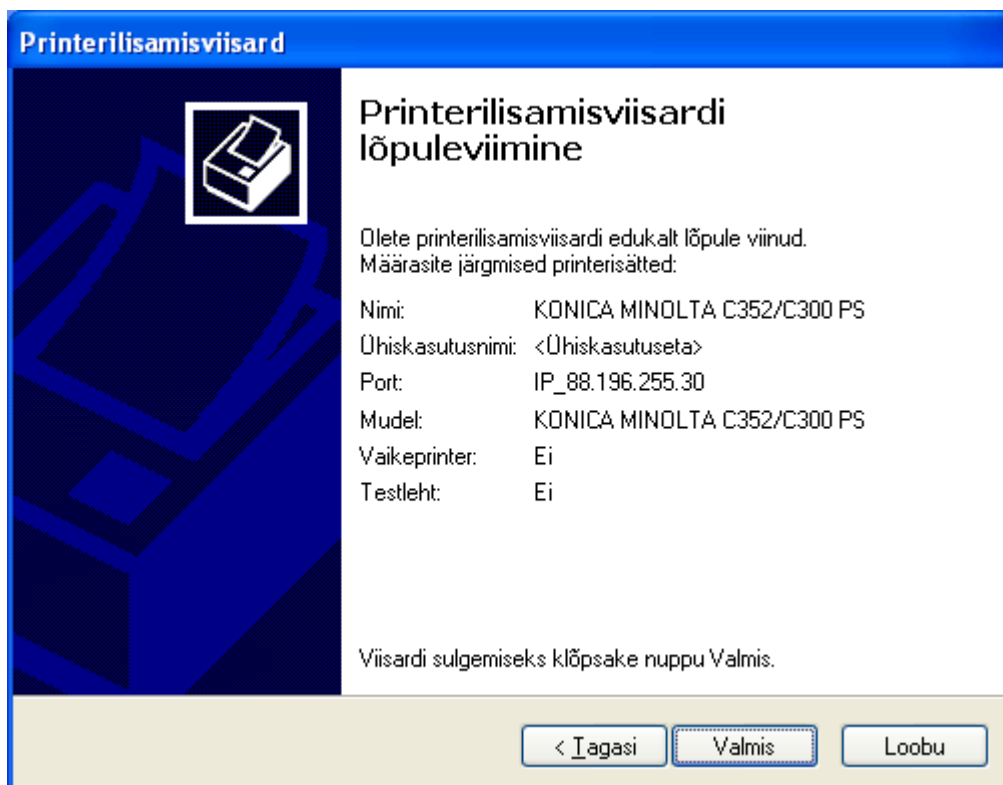 Printerilisamisviisard
Printerilisamisviisardi
lõpuleviimine
Olete printerilisamisviisardi edukalt lõpule viinud.
Määrasite järgmised printerisätted:
Nimi: KONICA MINOLTA C352/C300 PS
Ühiskasutusnimi: <Ühiskasutuseta>
Port: IP_88.196.255.30
Mudel: KONICA MINOLTA C352/C300 PS
Vaikeprinter: Ei
Testleht: Ei
Viisardi sulgemiseks klõpsake nuppu Valmis.
< Tagasi Valmis Loobu